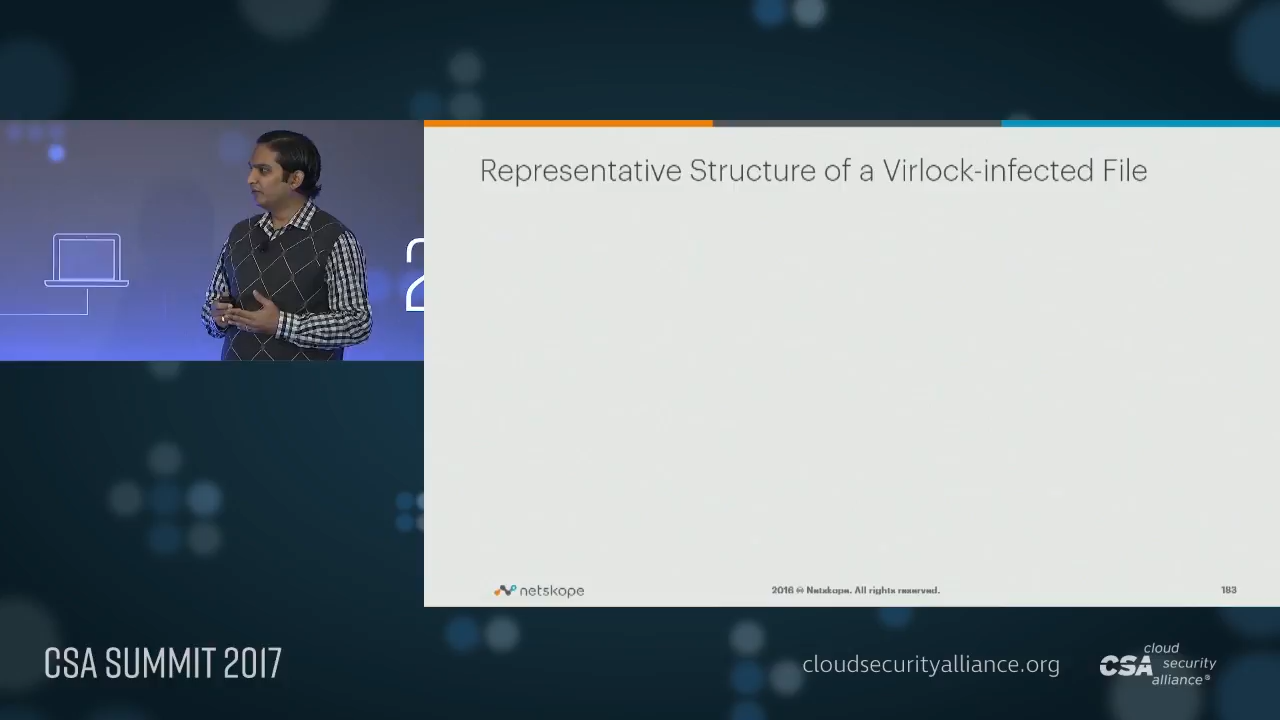 Representative Structure of a Virlock-infected File
2
netskope
2016 © Netskope. All rights reserved.
183
CSA SUMMIT 2017
cloudsecurityalliance.org
CSA cloud security alliance®